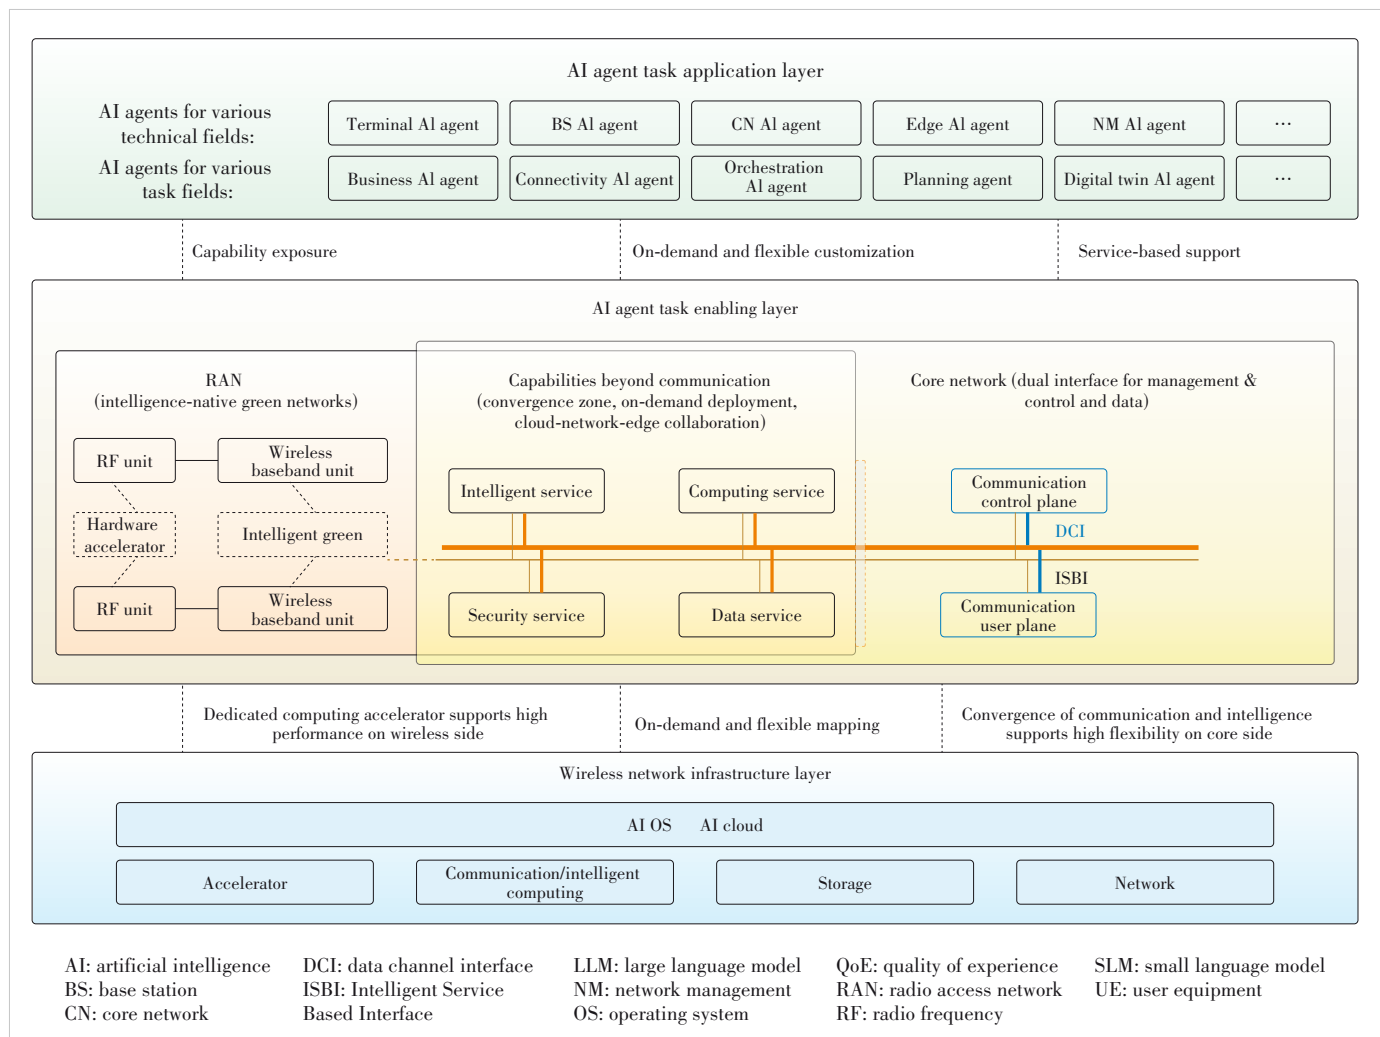 AI agent task application layer
AI agents for various
technical fields:
Terminal Al agent
BS Al agent
CN Al agent
Edge Al agent
NM Al agent
...
AI agents for various
task fields:
Business Al agent
Connectivity Al agent
Orchestration
Al agent
Planning agent
Digital twin Al agent
...
Capability exposure
On-demand and flexible customization
Service-based support
AI agent task enabling layer
RAN
(intelligence-native green networks)
Capabilities beyond communication
(convergence zone, on-demand deployment,
cloud-network-edge collaboration)
Core network (dual interface for management &
control and data)
RF unit
Wireless
baseband unit
Hardware
accelerator
Intelligent green
RF unit
Wireless
baseband unit
Intelligent service
Computing service
Communication
control plane
DCI
ISBI
Security service
Data service
Communication
user plane
Dedicated computing accelerator supports high
performance on wireless side
On-demand and flexible mapping
Convergence of communication and intelligence
supports high flexibility on core side
Wireless network infrastructure layer
AI OS AI cloud
Accelerator
Communication/intelligent
computing
Storage
Network
AI: artificial intelligence
BS: base station
CN: core network
DCI: data channel interface
ISBI: Intelligent Service
Based Interface
LLM: large language model
NM: network management
OS: operating system
QoE: quality of experience
RAN: radio access network
RF: radio frequency
SLM: small language model
UE: user equipment